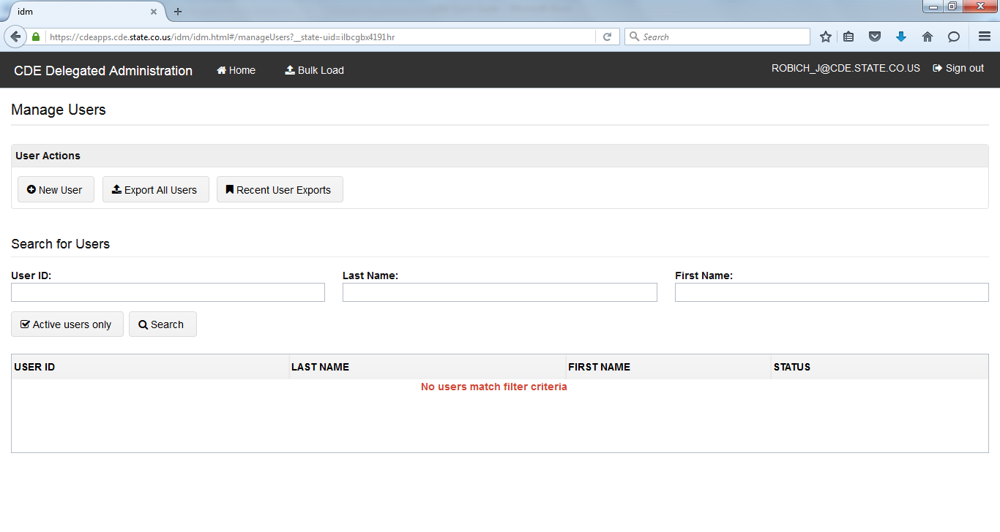 idm
https://cdeapps.cde.state.co.us/idm/idm.html#/manageUsers?__state-uid=ilbcgbx4191hr
Search
CDE Delegated Administration Home Bulk Load ROBICH_J@CDE.STATE.CO.US Sign out
Manage Users
User Actions
New User Export All Users Recent User Exports
Search for Users
User ID: Last Name: First Name:
Active users only Search
USER ID LAST NAME FIRST NAME STATUS
No users match filter criteria